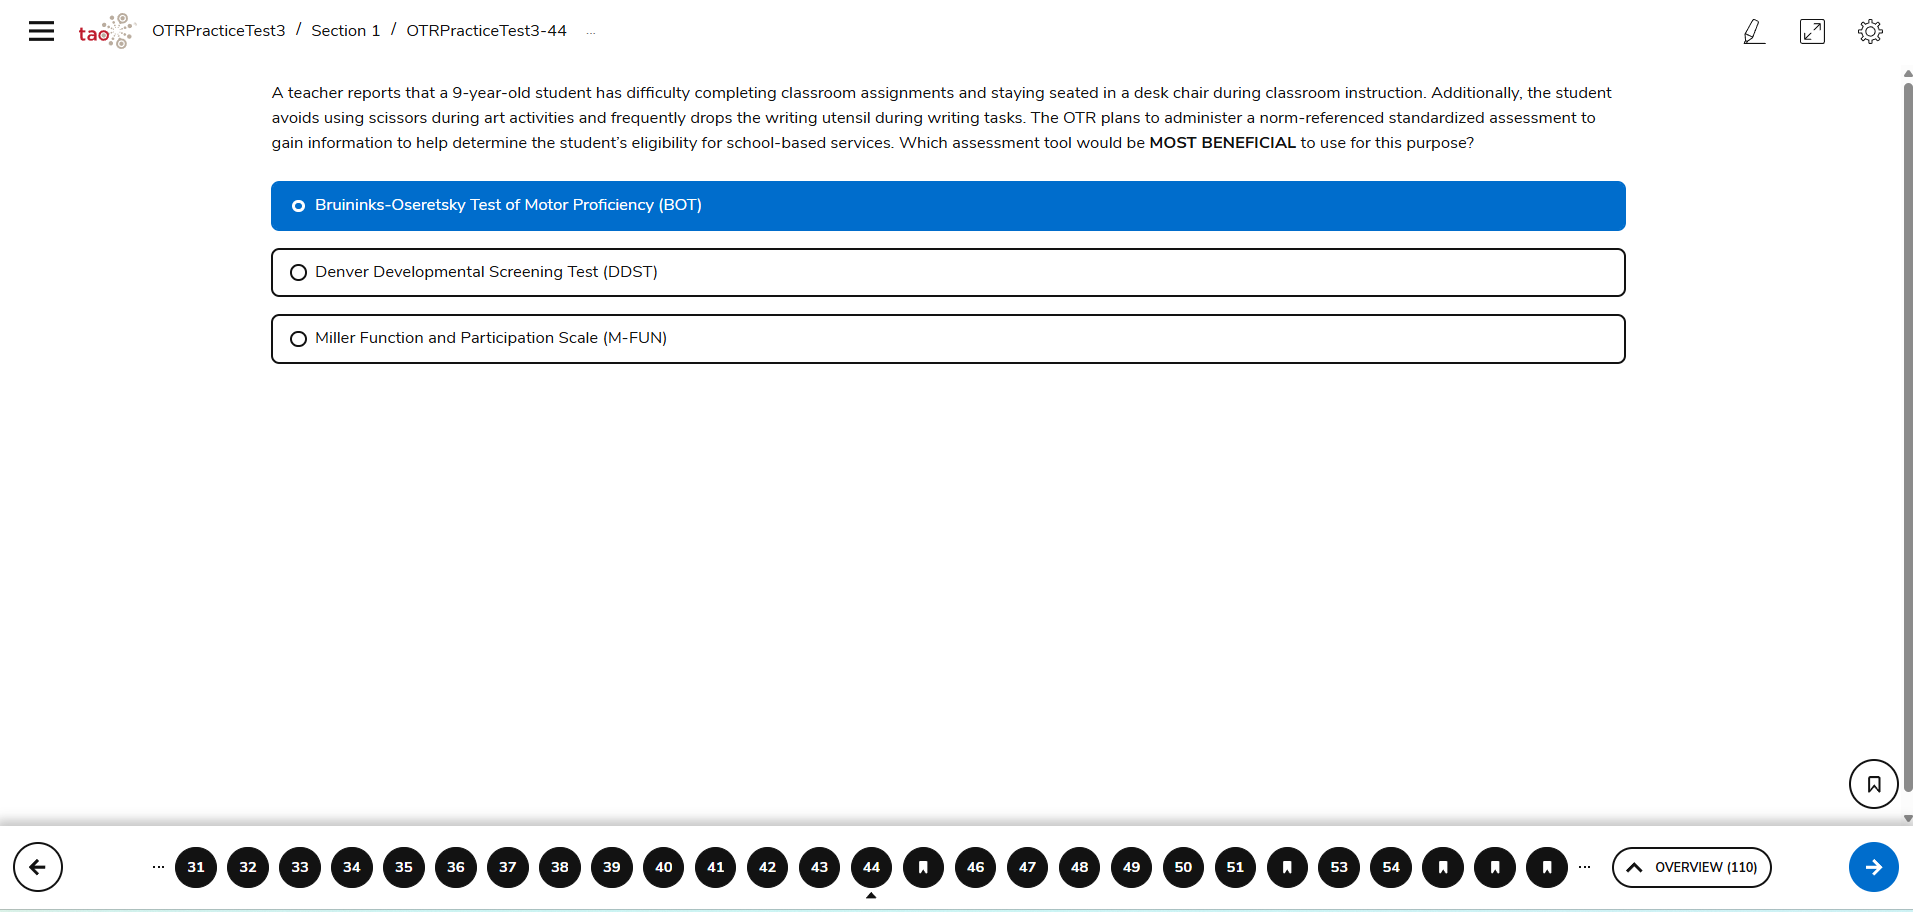 tao
OTRPracticeTest3 / Section 1 / OTRPracticeTest3-44 ...
A teacher reports that a 9-year-old student has difficulty completing classroom assignments and staying seated in a desk chair during classroom instruction. Additionally, the student
avoids using scissors during art activities and frequently drops the writing utensil during writing tasks. The OTR plans to administer a norm-referenced standardized assessment to
gain information to help determine the student’s eligibility for school-based services. Which assessment tool would be MOST BENEFICIAL to use for this purpose?
Bruininks-Oseretsky Test of Motor Proficiency (BOT)
Denver Developmental Screening Test (DDST)
Miller Function and Participation Scale (M-FUN)
... 31 32 33 34 35 36 37 38 39 40 41 42 43 44 46 47 48 49 50 51 53 54 ... OVERVIEW (110)